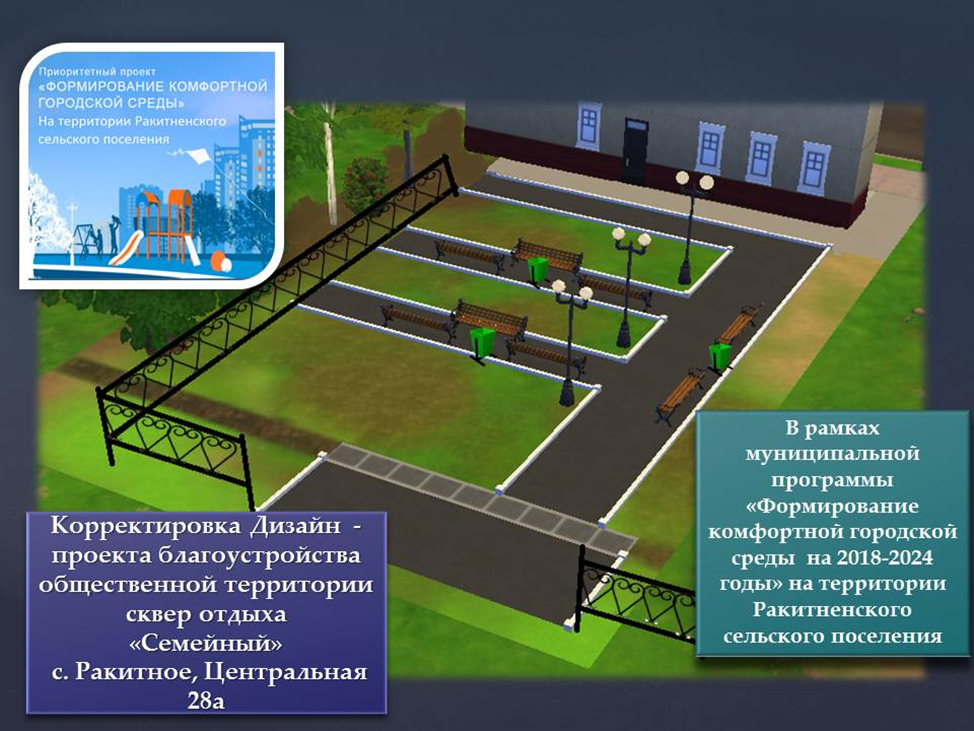 Приоритетный проект
«ФОРМИРОВАНИЕ КОМФОРТНОЙ
ГОРОДСКОЙ СРЕДЫ»
На территории Ракитненского
сельского поселения
В рамках
муниципальной
программы
«Формирование
комфортной городской
среды на 2018-2024
годы» на территории
Ракитненского
сельского поселения
Корректировка Дизайн -
проекта благоустройства
общественной территории
сквер отдыха
«Семейный»
с. Ракитное, Центральная
28а